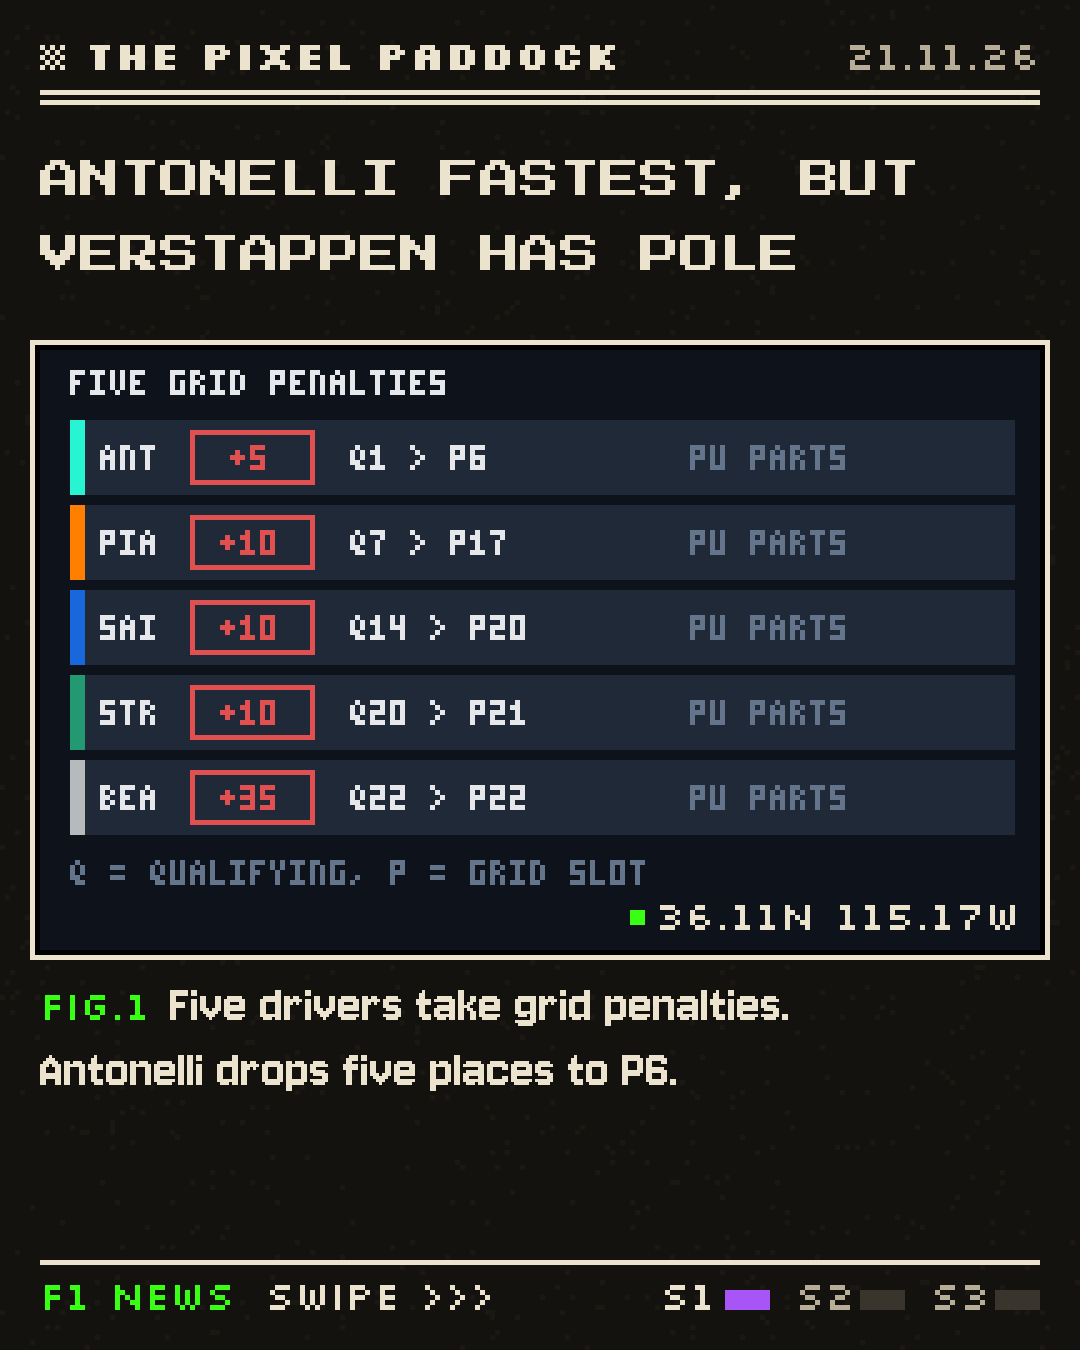 THE PIXEL PADDOCK 21.11.26
ANTONELLI FASTEST, BUT
VERSTAPPEN HAS POLE
FIVE GRID PENALTIES
ANT +5 Q1 > P6 PU PARTS
PIA +10 Q7 > P17 PU PARTS
SAI +10 Q14 > P20 PU PARTS
STR +10 Q20 > P21 PU PARTS
BEA +35 Q22 > P22 PU PARTS
Q = QUALIFYING, P = GRID SLOT
36.11N 115.17W
FIG.1 Five drivers take grid penalties.
Antonelli drops five places to P6.
F1 NEWS SWIPE >>> S1 S2 S3